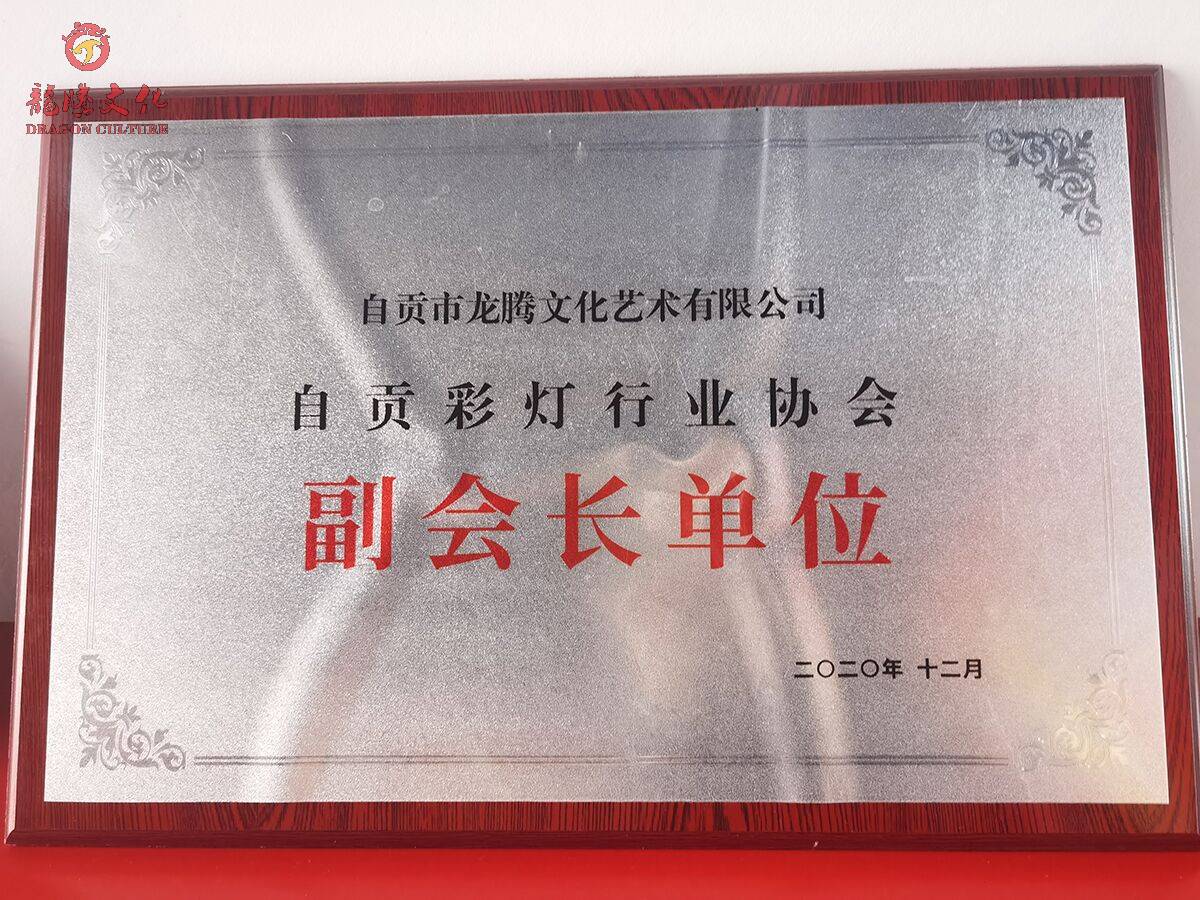 龍腾文化
DRAGON CULTURE
自贡市龙腾文化艺术有限公司
自贡彩灯行业协会
副会长单位
二〇二〇年 十二月